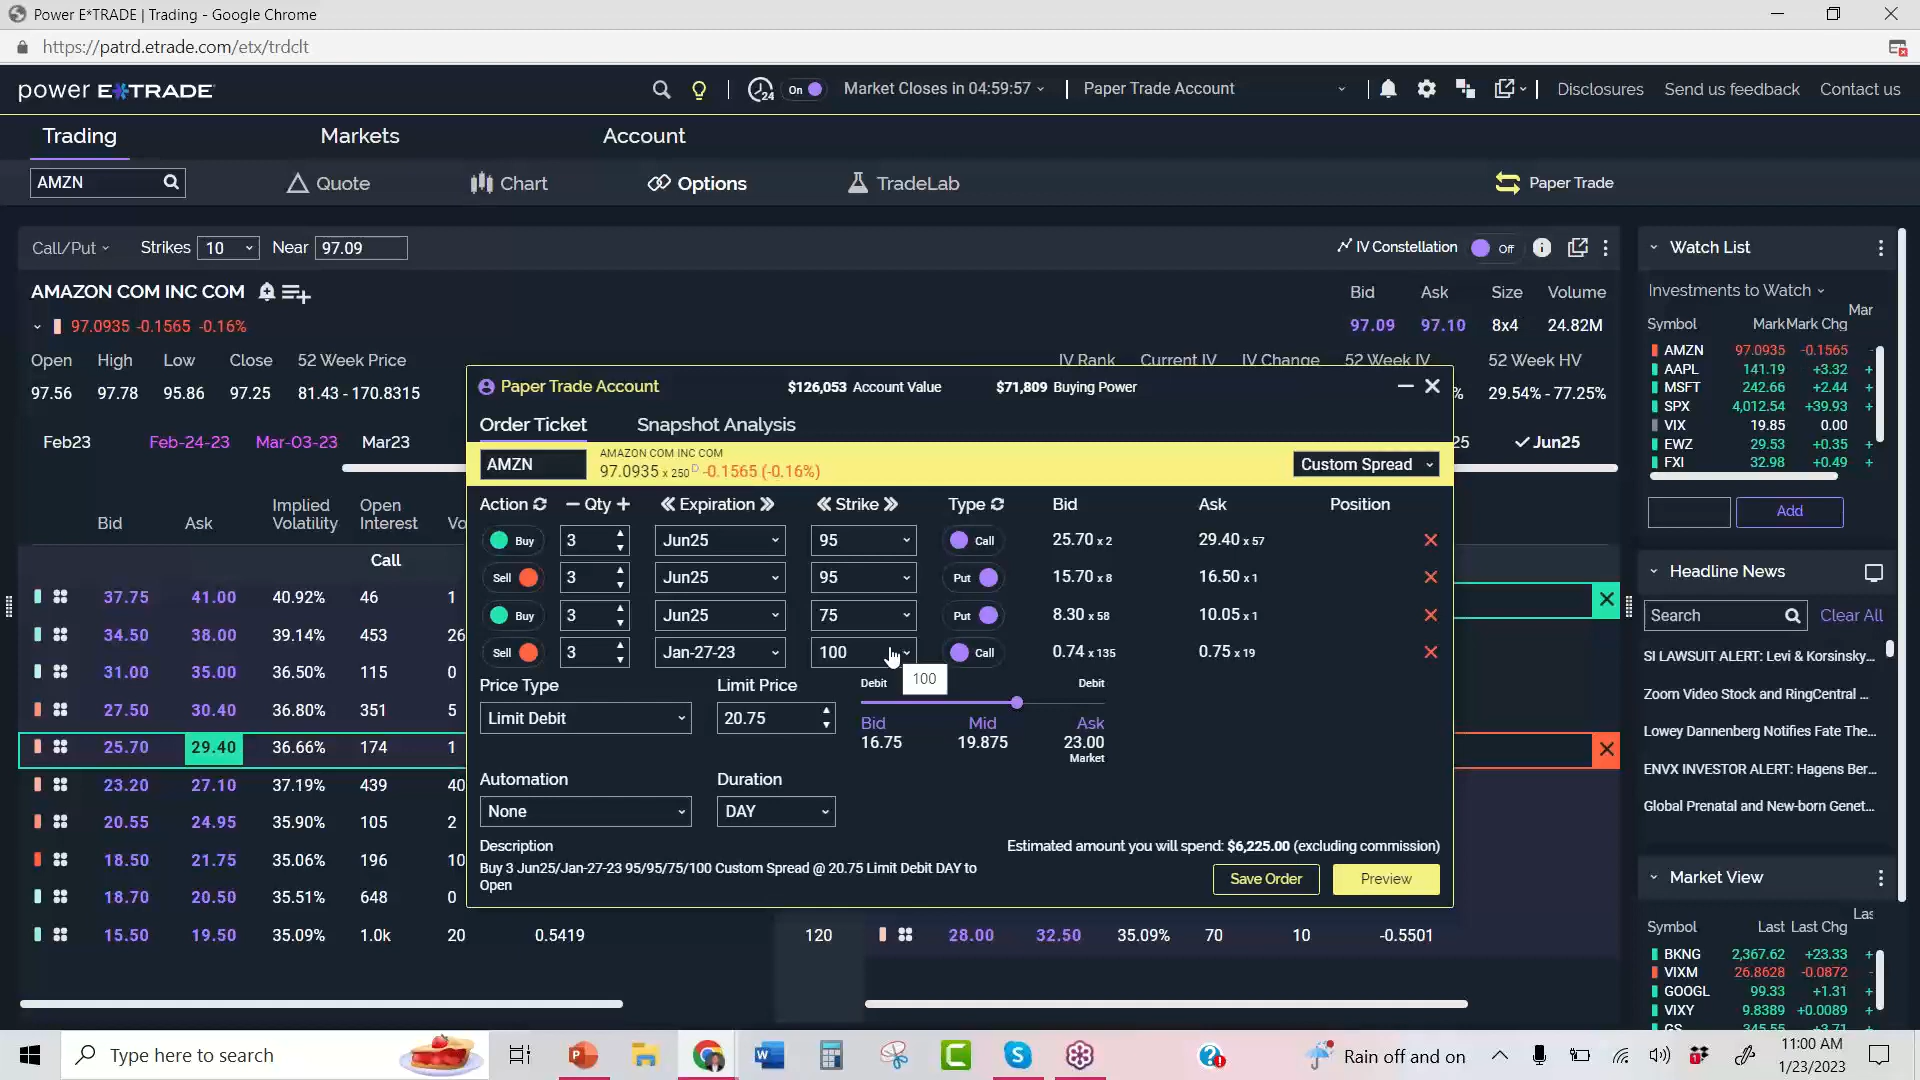 Power E*TRADE | Trading - Google Chrome
https://patrd.etrade.com/etx/trdclt
power E*TRADE
24 On Market Closes in 04:59:57 Paper Trade Account Disclosures Send us feedback Contact us
Trading Markets Account
AMZN Quote Chart Options TradeLab Paper Trade
Call/Put Strikes 10 Near 97.09 IV Constellation Off
AMAZON COM INC COM
97.0935 -0.1565 -0.16%
Bid Ask Size Volume
97.09 97.10 8x4 24.82M
Open High Low Close 52 Week Price IV Rank Current IV IV Change 52 Week IV 52 Week HV
97.56 97.78 95.86 97.25 81.43 - 170.8315 % 29.54% - 77.25%
Feb23 Feb-24-23 Mar-03-23 Mar23 25 Jun25
Bid Ask Implied Volatility Open Interest Vo
Call
37.75 41.00 40.92% 46 1
34.50 38.00 39.14% 453 26
31.00 35.00 36.50% 115 0
27.50 30.40 36.80% 351 5
25.70 29.40 36.66% 174 1
23.20 27.10 37.19% 439 40
20.55 24.95 35.90% 105 2
18.50 21.75 35.06% 196 10
18.70 20.50 35.51% 648 0
15.50 19.50 35.09% 1.0k 20 0.5419 120 28.00 32.50 35.09% 70 10 -0.5501
Paper Trade Account $126,053 Account Value $71,809 Buying Power
Order Ticket Snapshot Analysis
AMZN
AMAZON COM INC COM
97.0935 x 250 D -0.1565 (-0.16%)
Custom Spread
Action Qty Expiration Strike Type Bid Ask Position
Buy 3 Jun25 95 Call 25.70 x 2 29.40 x 57
Sell 3 Jun25 95 Put 15.70 x 8 16.50 x 1
Buy 3 Jun25 75 Put 8.30 x 58 10.05 x 1
Sell 3 Jan-27-23 100 Call 0.74 x 135 0.75 x 19
100
Price Type Limit Price Debit Debit
Limit Debit 20.75
Bid Mid Ask
16.75 19.875 23.00
Market
Automation Duration
None DAY
Description
Buy 3 Jun25/Jan-27-23 95/95/75/100 Custom Spread @ 20.75 Limit Debit DAY to
Open
Estimated amount you will spend: $6,225.00 (excluding commission)
Save Order Preview
Watch List
Investments to Watch
Symbol Mark Mark Chg Mar
AMZN 97.0935 -0.1565 -
AAPL 141.19 +3.32 +
MSFT 242.66 +2.44 +
SPX 4,012.54 +39.93 +
VIX 19.85 0.00
EWZ 29.53 +0.35 +
FXI 32.98 +0.49 +
Add
Headline News
Search Clear All
SI LAWSUIT ALERT: Levi & Korsinsky...
Zoom Video Stock and RingCentral ...
Lowey Dannenberg Notifies Fate The...
ENVX INVESTOR ALERT: Hagens Ber...
Global Prenatal and New-born Genet...
Market View
Symbol Last Last Chg Las
BKNG 2,367.62 +23.33 +
VIXM 26.8628 -0.0872 -
GOOGL 99.33 +1.31 +
VIXY 9.8389 +0.0089 +
GS 345.55 +3.71
Type here to search
Rain off and on
11:00 AM
1/23/2023